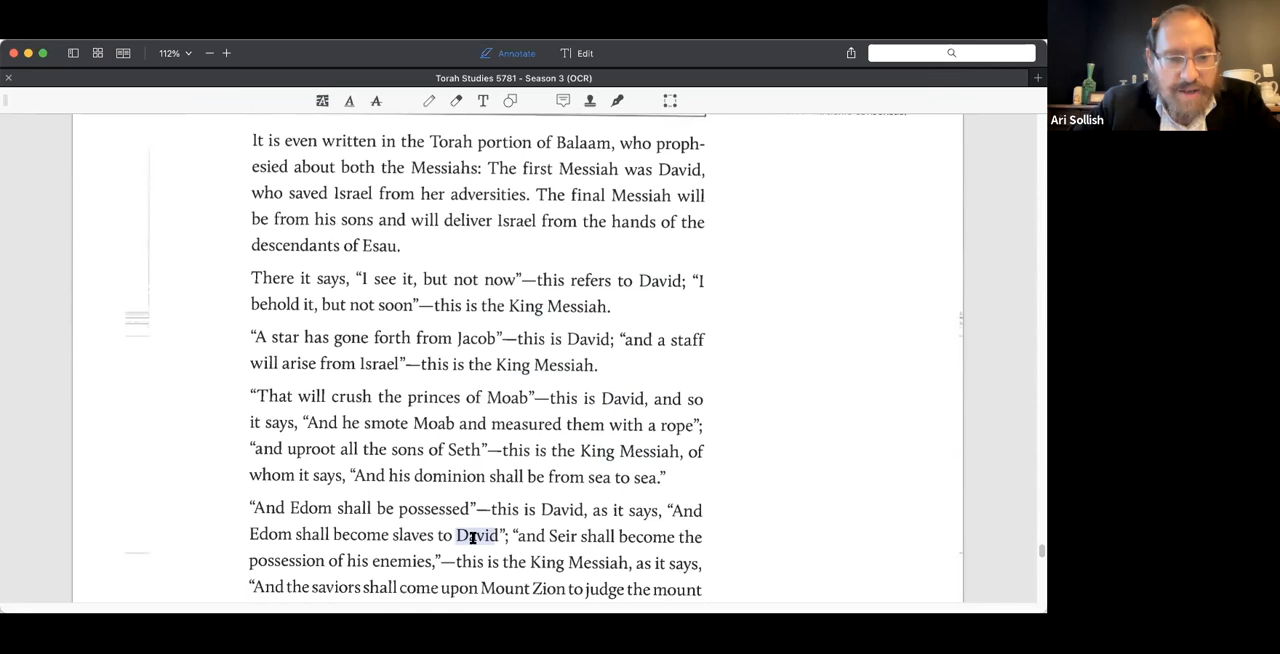 112%
Annotate
Edit
Torah Studies 5781 - Season 3 (OCR)
Ari Sollish
It is even written in the Torah portion of Balaam, who proph-
esied about both the Messiahs: The first Messiah was David,
who saved Israel from her adversities. The final Messiah will
be from his sons and will deliver Israel from the hands of the
descendants of Esau.
There it says, “I see it, but not now”—this refers to David; “I
behold it, but not soon”—this is the King Messiah.
“A star has gone forth from Jacob”—this is David; “and a staff
will arise from Israel”—this is the King Messiah.
“That will crush the princes of Moab”—this is David, and so
it says, “And he smote Moab and measured them with a rope”;
“and uproot all the sons of Seth”—this is the King Messiah, of
whom it says, “And his dominion shall be from sea to sea.”
“And Edom shall be possessed”—this is David, as it says, “And
Edom shall become slaves to David”; “and Seir shall become the
possession of his enemies,”—this is the King Messiah, as it says,
“And the saviors shall come upon Mount Zion to judge the mount